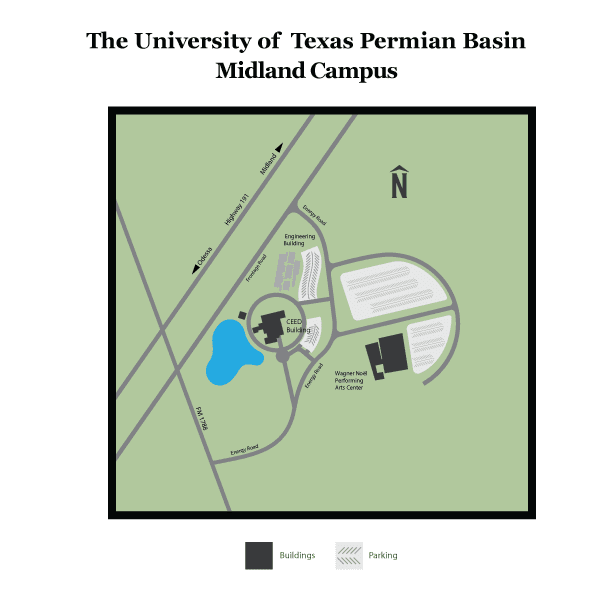 The University of Texas Permian Basin
Midland Campus
Midland
N
Highway 191
Energy Road
Odessa
Engineering
Building
Frontage Road
CEED
Building
Wagner Noël
Performing
Arts Center
Energy Road
FM 1788
Energy Road
Buildings
Parking